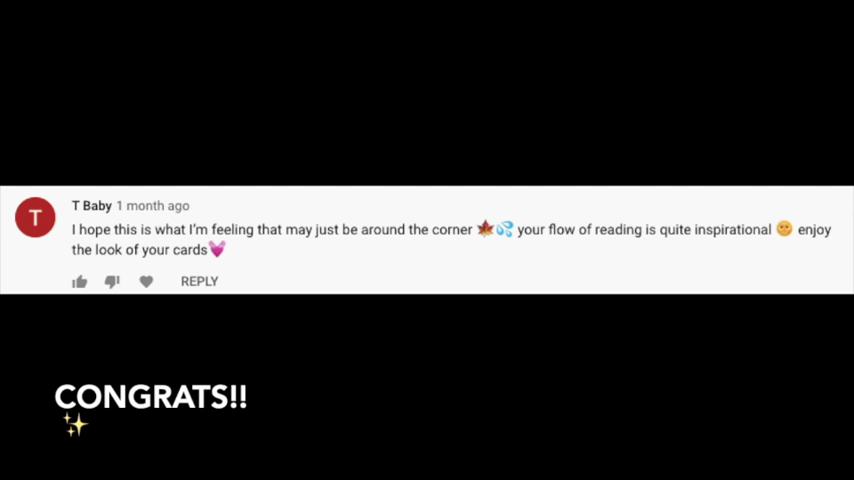 T
T Baby 1 month ago
I hope this is what I'm feeling that may just be around the corner 🍁💦 your flow of reading is quite inspirational 🌞 enjoy
the look of your cards💓
REPLY
CONGRATS!!
✨